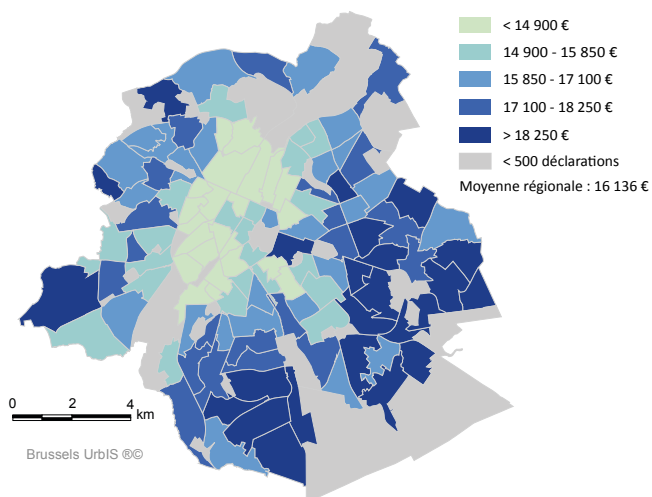 < 14 900 €
14 900 - 15 850 €
15 850 - 17 100 €
17 100 - 18 250 €
> 18 250 €
< 500 déclarations
Moyenne régionale : 16 136 €
0 2 4
km
Brussels UrbIS ®©